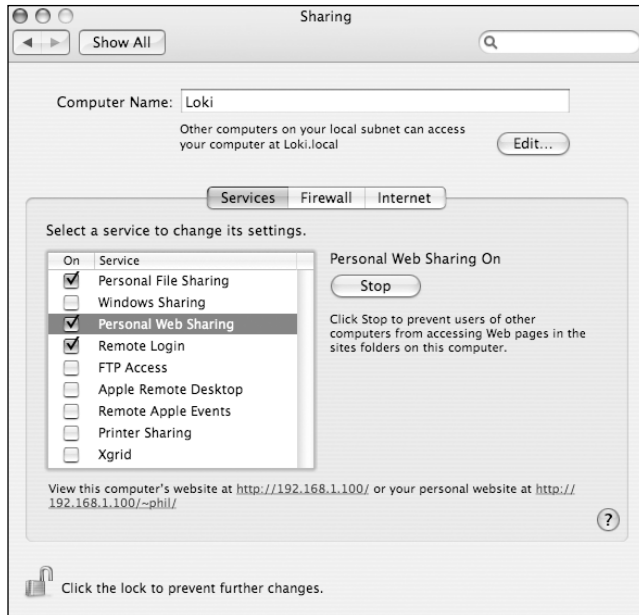 Sharing
Show All
Computer Name: Loki
Other computers on your local subnet can access
your computer at Loki.local
Edit...
Services Firewall Internet
Select a service to change its settings.
On Service
Personal File Sharing
Windows Sharing
Personal Web Sharing
Remote Login
FTP Access
Apple Remote Desktop
Remote Apple Events
Printer Sharing
Xgrid
Personal Web Sharing On
Stop
Click Stop to prevent users of other
computers from accessing Web pages in the
sites folders on this computer.
View this computer's website at http://192.168.1.100/ or your personal website at http://
192.168.1.100/~phil/
?
Click the lock to prevent further changes.